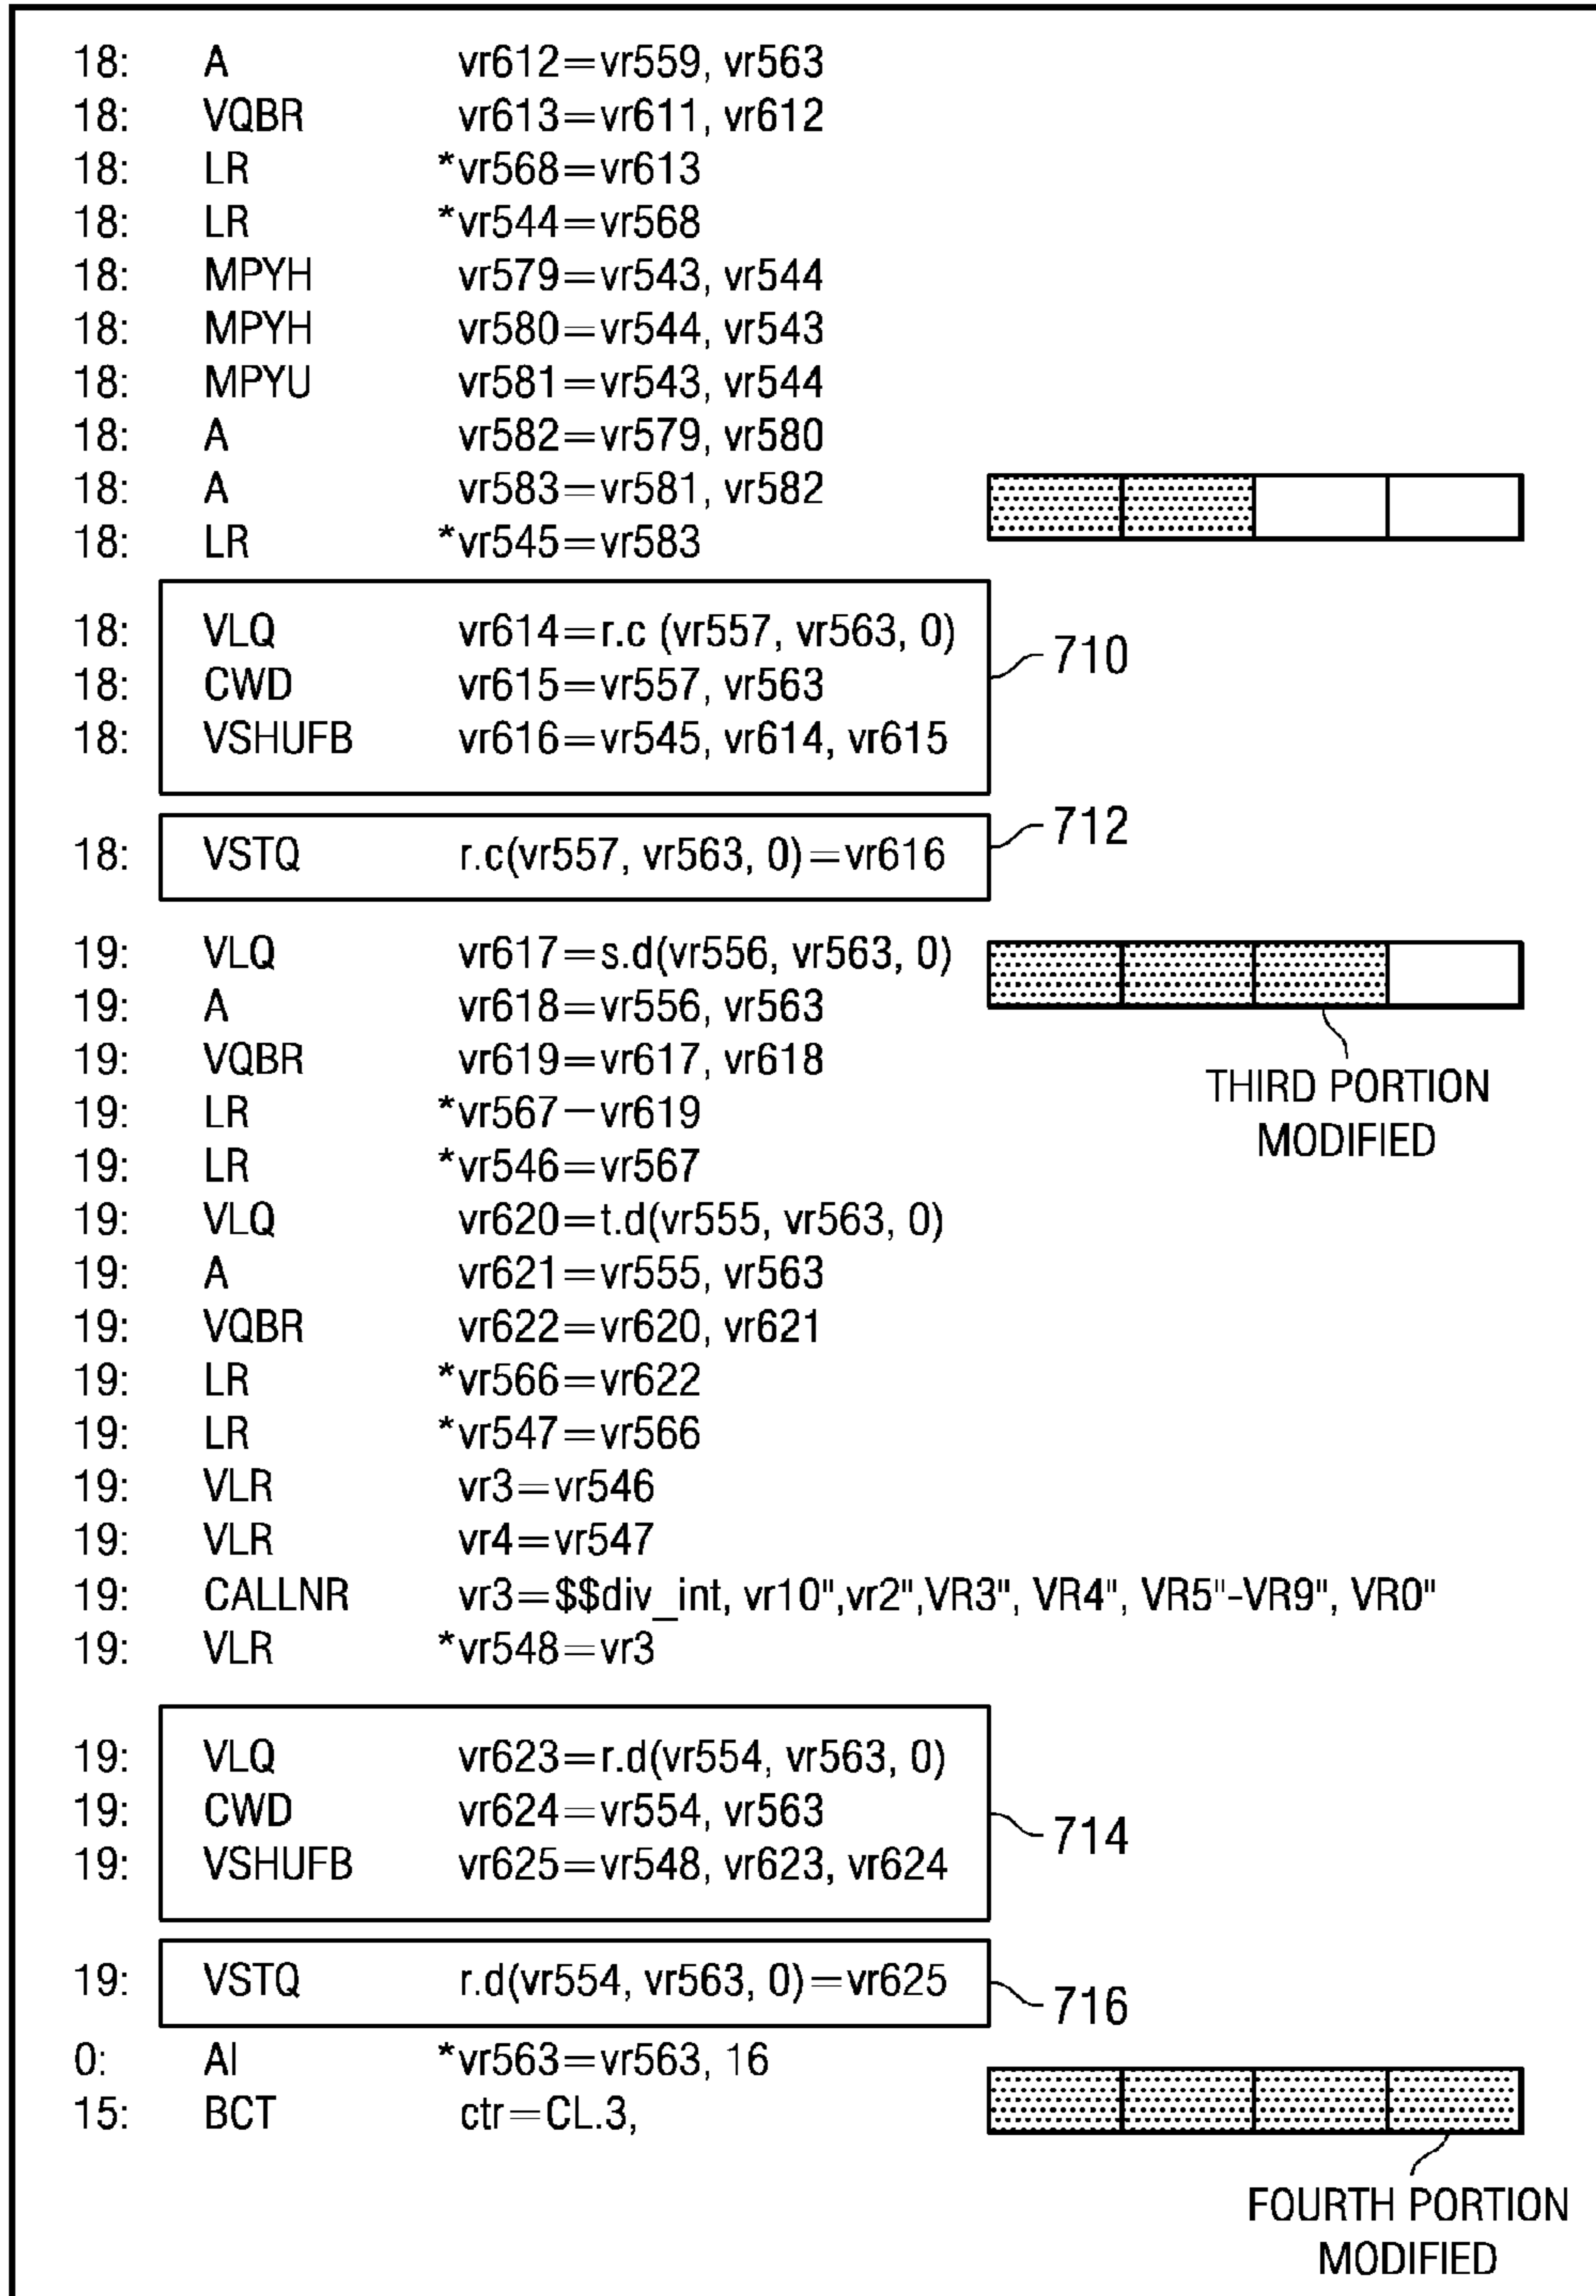 18: A vr612=vr559, vr563
18: VQBR vr613=vr611, vr612
18: LR *vr568=vr613
18: LR *vr544=vr568
18: MPYH vr579=vr543, vr544
18: MPYH vr580=vr544, vr543
18: MPYU vr581=vr543, vr544
18: A vr582=vr579, vr580
18: A vr583=vr581, vr582
18: LR *vr545=vr583
18: VLQ vr614=r.c (vr557, vr563, 0)
18: CWD vr615=vr557, vr563
18: VSHUFB vr616=vr545, vr614, vr615
710
18: VSTQ r.c(vr557, vr563, 0)=vr616
712
19: VLQ vr617=s.d(vr556, vr563, 0)
19: A vr618=vr556, vr563
19: VQBR vr619=vr617, vr618
19: LR *vr567−vr619
19: LR *vr546=vr567
THIRD PORTION
MODIFIED
19: VLQ vr620=t.d(vr555, vr563, 0)
19: A vr621=vr555, vr563
19: VQBR vr622=vr620, vr621
19: LR *vr566=vr622
19: LR *vr547=vr566
19: VLR vr3=vr546
19: VLR vr4=vr547
19: CALLNR vr3=$$div_int, vr10",vr2",VR3", VR4", VR5"-VR9", VR0"
19: VLR *vr548=vr3
19: VLQ vr623=r.d(vr554, vr563, 0)
19: CWD vr624=vr554, vr563
19: VSHUFB vr625=vr548, vr623, vr624
714
19: VSTQ r.d(vr554, vr563, 0)=vr625
716
0: AI *vr563=vr563, 16
15: BCT ctr=CL.3,
FOURTH PORTION
MODIFIED